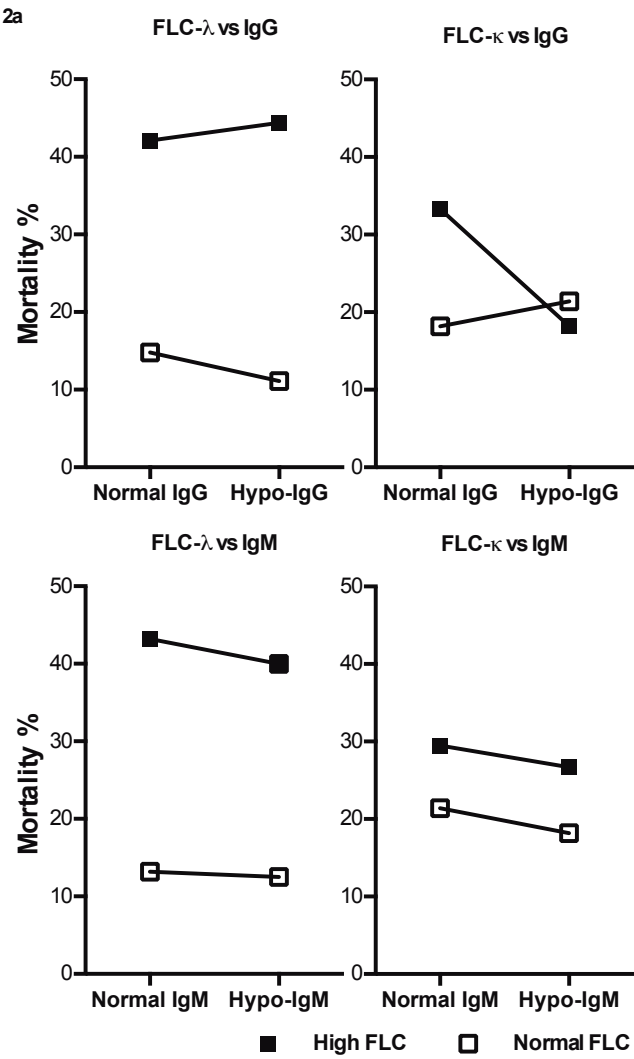 2a
FLC-λ vs IgG
FLC-κ vs IgG
50
40
30
20
10
0
Mortality %
Normal IgG Hypo-IgG
50
40
30
20
10
0
Normal IgG Hypo-IgG
FLC-λ vs IgM
FLC-κ vs IgM
50
40
30
20
10
0
Mortality %
Normal IgM Hypo-IgM
50
40
30
20
10
0
Normal IgM Hypo-IgM
High FLC Normal FLC